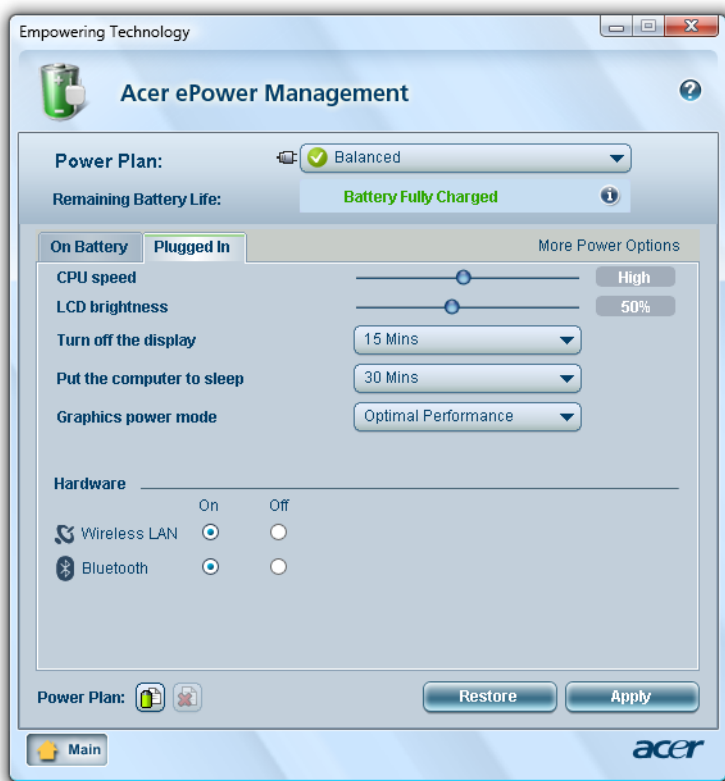 Empowering Technology
Acer ePower Management
Power Plan: Balanced
Remaining Battery Life: Battery Fully Charged
On Battery Plugged In More Power Options
CPU speed High
LCD brightness 50%
Turn off the display 15 Mins
Put the computer to sleep 30 Mins
Graphics power mode Optimal Performance
Hardware
On Off
Wireless LAN
Bluetooth
Power Plan: Restore Apply
Main acer